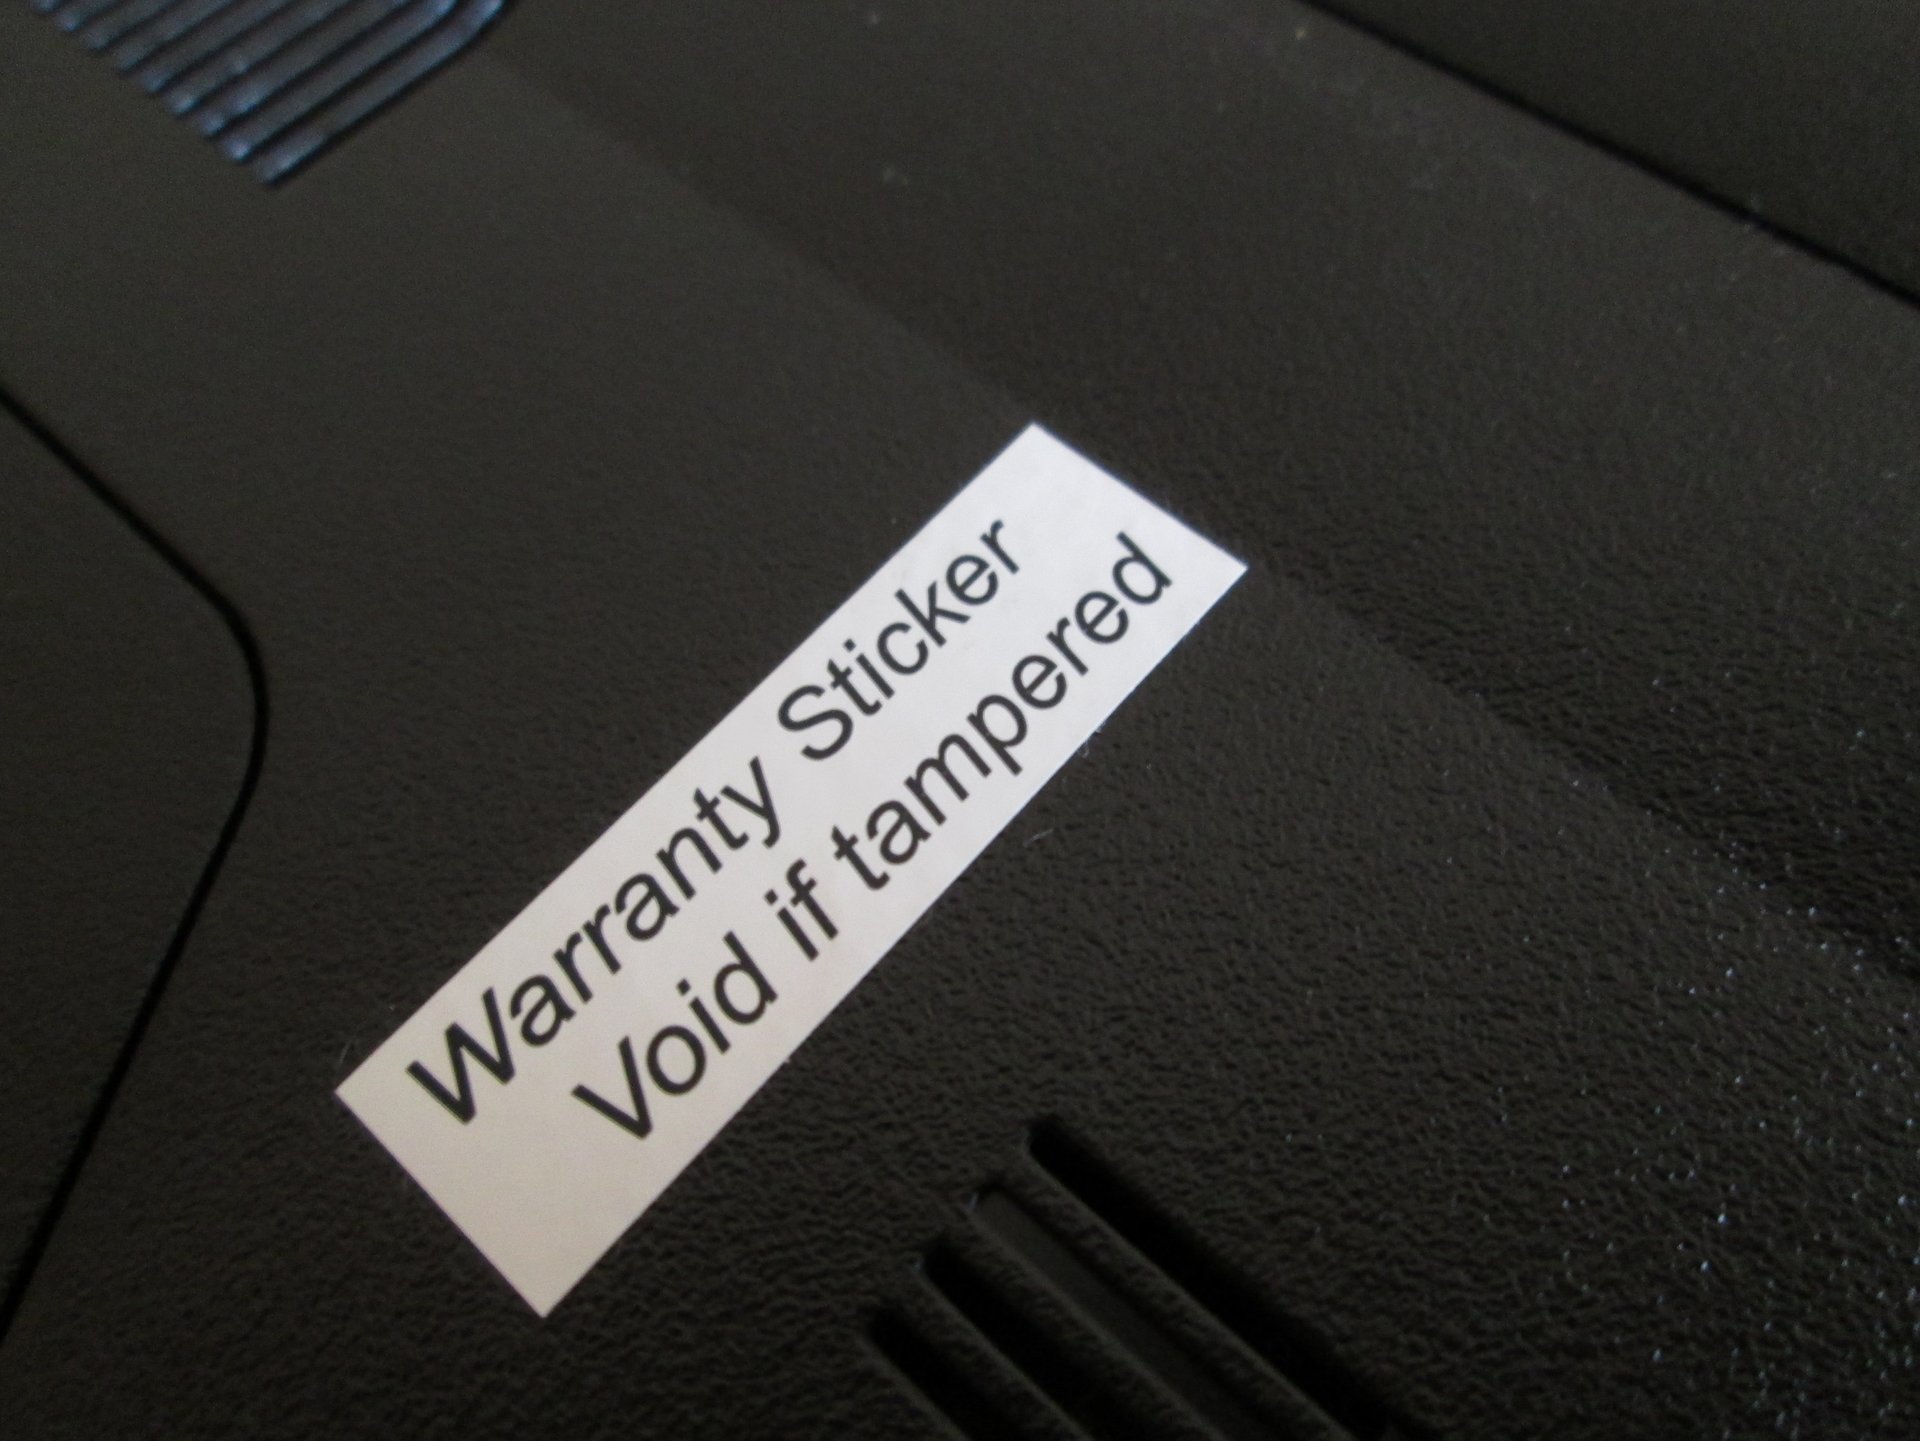 Warranty Sticker
Void if tampered